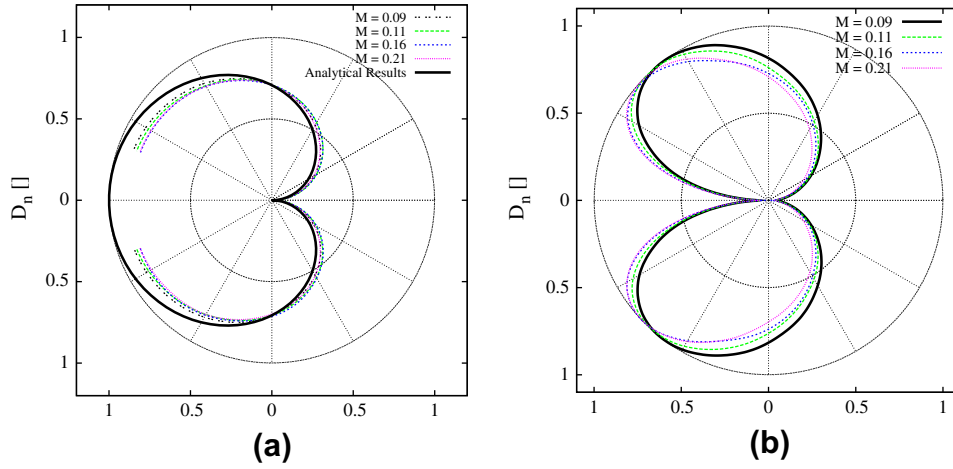 M = 0.09
M = 0.11
M = 0.16
M = 0.21
Analytical Results
1
0.5
0
0.5
1
D_n []
1 0.5 0 0.5 1
(a)
M = 0.09
M = 0.11
M = 0.16
M = 0.21
1
0.5
0
0.5
1
D_n []
1 0.5 0 0.5 1
(b)